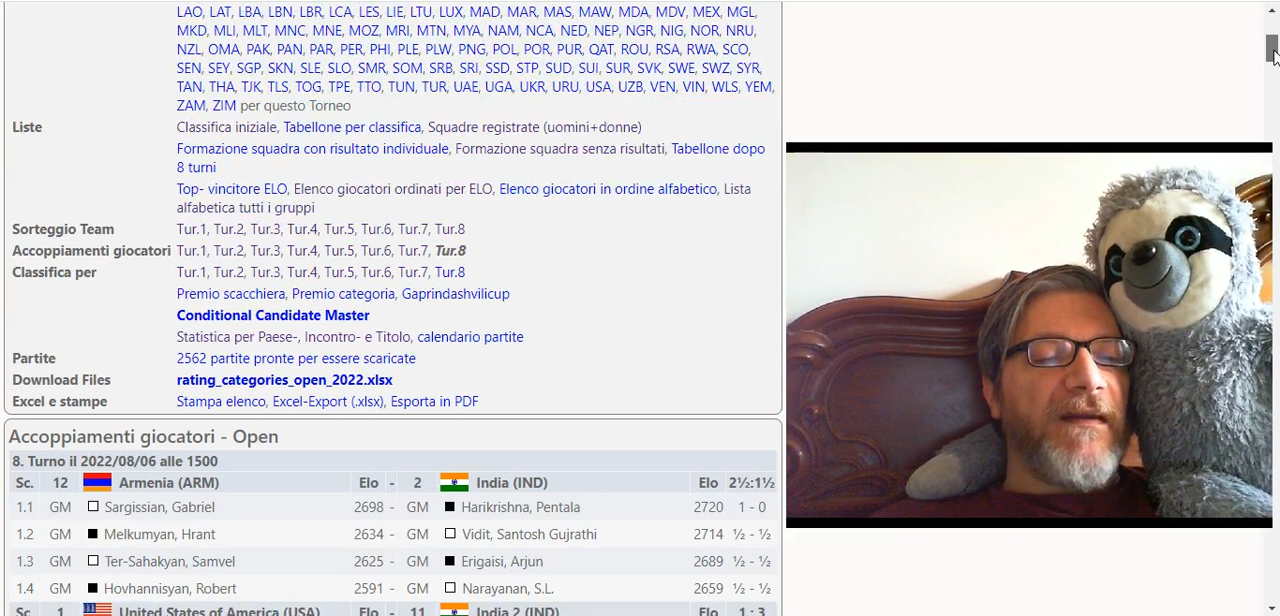 LAO, LAT, LBA, LBN, LBR, LCA, LES, LIE, LTU, LUX, MAD, MAR, MAS, MAW, MDA, MDV, MEX, MGL,
MKD, MLI, MLT, MNC, MNE, MOZ, MRI, MTN, MYA, NAM, NCA, NED, NEP, NGR, NIG, NOR, NRU,
NZL, OMA, PAK, PAN, PAR, PER, PHI, PLE, PLW, PNG, POL, POR, PUR, QAT, ROU, RSA, RWA, SCO,
SEN, SEY, SGP, SKN, SLE, SLO, SMR, SOM, SRB, SRI, SSD, STP, SUD, SUI, SUR, SVK, SWE, SWZ, SYR,
TAN, THA, TJK, TLS, TOG, TPE, TTO, TUN, TUR, UAE, UGA, UKR, URU, USA, UZB, VEN, VIN, WLS, YEM,
ZAM, ZIM per questo Torneo
Liste Classifica iniziale, Tabellone per classifica, Squadre registrate (uomini+donne)
Formazione squadra con risultato individuale, Formazione squadra senza risultati, Tabellone dopo
8 turni
Top- vincitore ELO, Elenco giocatori ordinati per ELO, Elenco giocatori in ordine alfabetico, Lista
alfabetica tutti i gruppi
Sorteggio Team Tur.1, Tur.2, Tur.3, Tur.4, Tur.5, Tur.6, Tur.7, Tur.8
Accoppiamenti giocatori Tur.1, Tur.2, Tur.3, Tur.4, Tur.5, Tur.6, Tur.7, Tur.8
Classifica per Tur.1, Tur.2, Tur.3, Tur.4, Tur.5, Tur.6, Tur.7, Tur.8
Premio scacchiera, Premio categoria, Gaprindashvilicup
Conditional Candidate Master
Statistica per Paese-, Incontro- e Titolo, calendario partite
Partite 2562 partite pronte per essere scaricate
Download Files rating_categories_open_2022.xlsx
Excel e stampe Stampa elenco, Excel-Export (.xlsx), Esporta in PDF
Accoppiamenti giocatori - Open
8. Turno il 2022/08/06 alle 1500
Sc. 12 Armenia (ARM) Elo - 2 India (IND) Elo 2½:1½
1.1 GM Sargissian, Gabriel 2698 - GM Harikrishna, Pentala 2720 1 - 0
1.2 GM Melkumyan, Hrant 2634 - GM Vidit, Santosh Gujrathi 2714 ½ - ½
1.3 GM Ter-Sahakyan, Samvel 2625 - GM Erigaisi, Arjun 2689 ½ - ½
1.4 GM Hovhannisyan, Robert 2591 - GM Narayanan, S.L. 2659 ½ - ½
Sc. 1 United States of America (USA) Elo - 11 India 2 (IND) Elo 1 : 3